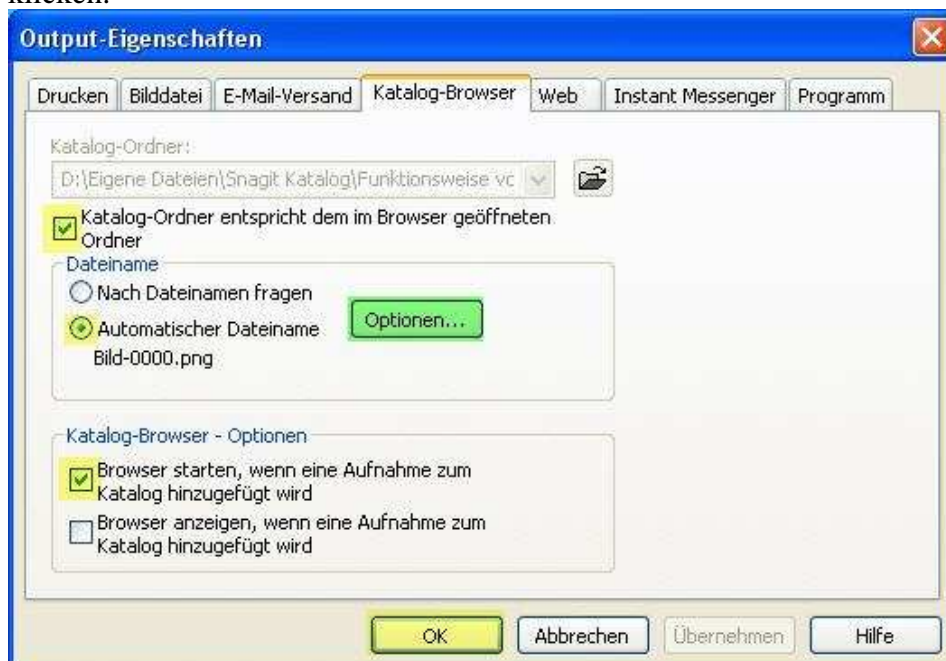 klicken.
Output-Eigenschaften
Drucken Bilddatei E-Mail-Versand Katalog-Browser Web Instant Messenger Programm
Katalog-Ordner:
D:\Eigene Dateien\Snagit Katalog\Funktionsweise vc
Katalog-Ordner entspricht dem im Browser geöffneten
Ordner
Dateiname
Nach Dateinamen fragen
Automatischer Dateiname Optionen...
Bild-0000.png
Katalog-Browser - Optionen
Browser starten, wenn eine Aufnahme zum
Katalog hinzugefügt wird
Browser anzeigen, wenn eine Aufnahme zum
Katalog hinzugefügt wird
OK Abbrechen Übernehmen Hilfe